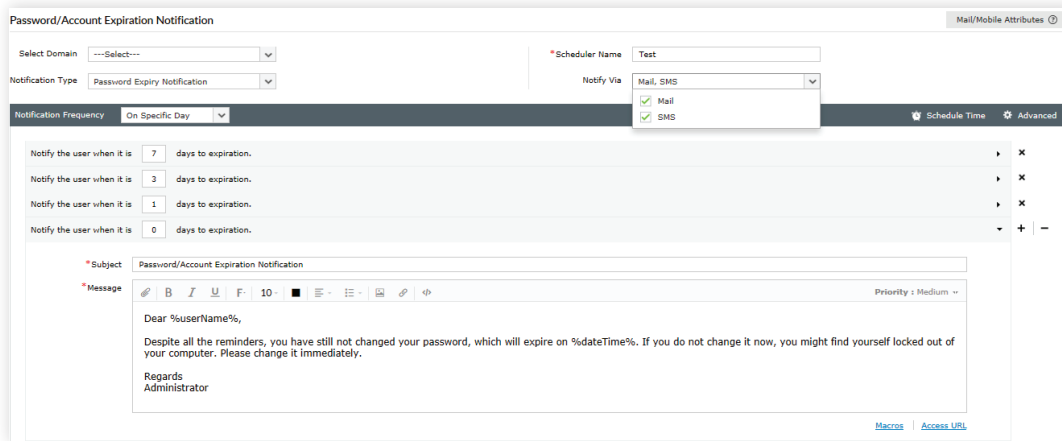 Password/Account Expiration Notification
Mail/Mobile Attributes ?
Select Domain ---Select---
*Scheduler Name Test
Notification Type Password Expiry Notification
Notify Via Mail, SMS
Mail
SMS
Notification Frequency On Specific Day
Schedule Time Advanced
Notify the user when it is 7 days to expiration.
Notify the user when it is 3 days to expiration.
Notify the user when it is 1 days to expiration.
Notify the user when it is 0 days to expiration.
*Subject Password/Account Expiration Notification
*Message B I U F- 10 - Priority : Medium
Dear %userName%,
Despite all the reminders, you have still not changed your password, which will expire on %dateTime%. If you do not change it now, you might find yourself locked out of
your computer. Please change it immediately.
Regards
Administrator
Macros | Access URL